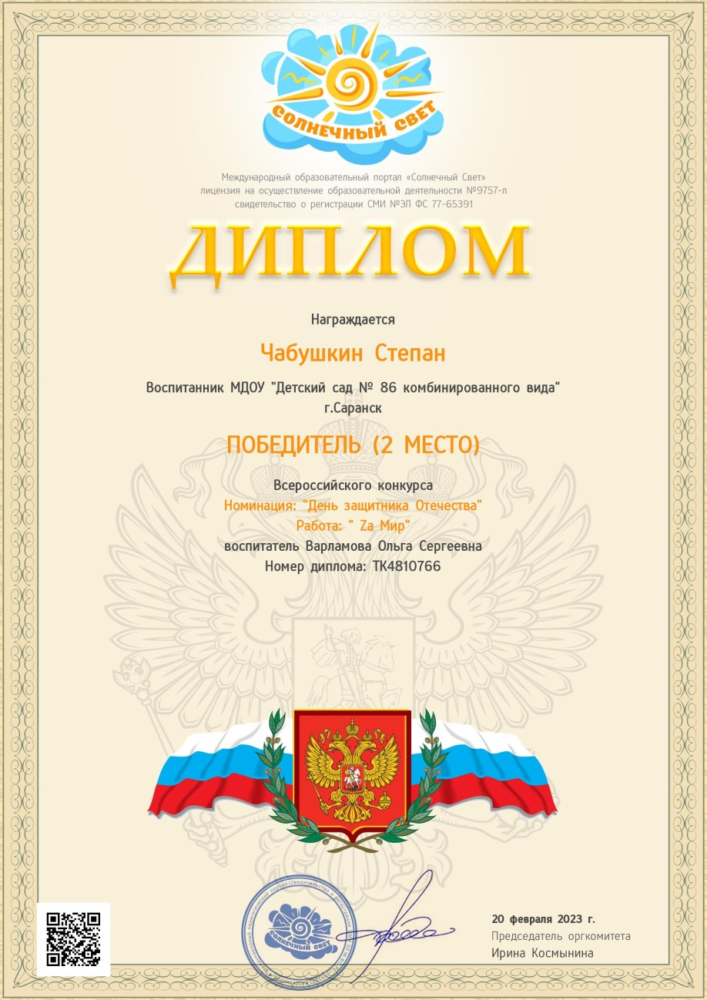 СОЛНЕЧНЫЙ СВЕТ
Международный образовательный портал «Солнечный Свет»
лицензия на осуществление образовательной деятельности №9757-л
свидетельство о регистрации СМИ №ЭЛ ФС 77-65391
ДИПЛОМ
Награждается
Чабушкин Степан
Воспитанник МДОУ "Детский сад № 86 комбинированного вида"
г.Саранск
ПОБЕДИТЕЛЬ (2 МЕСТО)
Всероссийского конкурса
Номинация: "День защитника Отечества"
Работа: " Za Мир"
воспитатель Варламова Ольга Сергеевна
Номер диплома: ТК4810766
СОЛНЕЧНЫЙ СВЕТ
20 февраля 2023 г.
Председатель оргкомитета
Ирина Космынина